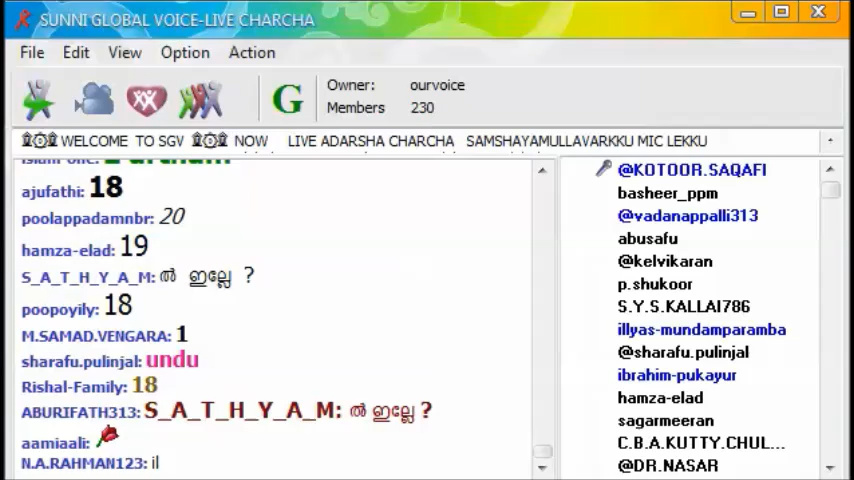 SUNNI GLOBAL VOICE-LIVE CHARCHA
File Edit View Option Action
G
Owner: ourvoice
Members 230
WELCOME TO SGV NOW LIVE ADARSHA CHARCHA SAMSHAYAMULLAVARKKU MIC LEKKU
ajufathi: 18
poolappadamnbr: 20
hamza-elad: 19
S_A_T_H_Y_A_M: ൽ ഇല്ലേ ?
poopoyily: 18
M.SAMAD.VENGARA: 1
sharafu.pulinjal: undu
Rishal-Family: 18
ABURIFATH313: S_A_T_H_Y_A_M: ൽ ഇല്ലേ ?
aamiaali:
N.A.RAHMAN123: il
@KOTOOR.SAQAFI
basheer_ppm
@vadanappalli313
abusafu
@kelvikaran
p.shukoor
S.Y.S.KALLAI786
illyas-mundamparamba
@sharafu.pulinjal
ibrahim-pukayur
hamza-elad
sagarmeeran
C.B.A.KUTTY.CHUL...
@DR.NASAR